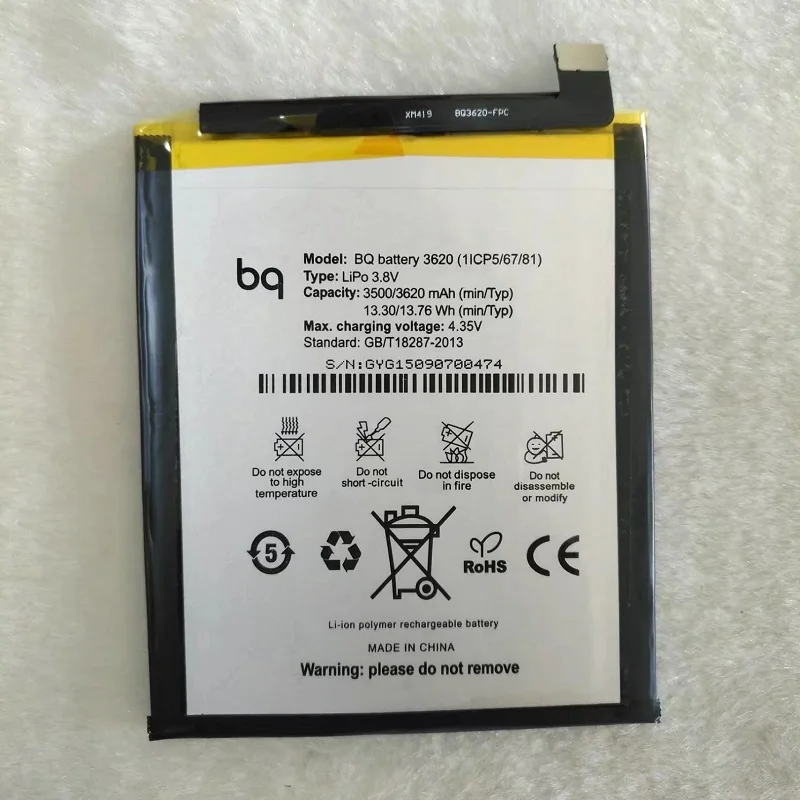 XM419 BQ3620-FPC
bq
Model: BQ battery 3620 (1ICP5/67/81)
Type: LiPo 3.8V
Capacity: 3500/3620 mAh (min/Typ)
13.30/13.76 Wh (min/Typ)
Max. charging voltage: 4.35V
Standard: GB/T18287-2013
S/N:GYG15090700474
Do not expose
to high
temperature
Do not
short -circuit
Do not dispose
in fire
Do not
disassemble
or modify
5
RoHS
CE
Li-ion polymer rechargeable battery
MADE IN CHINA
Warning: please do not remove